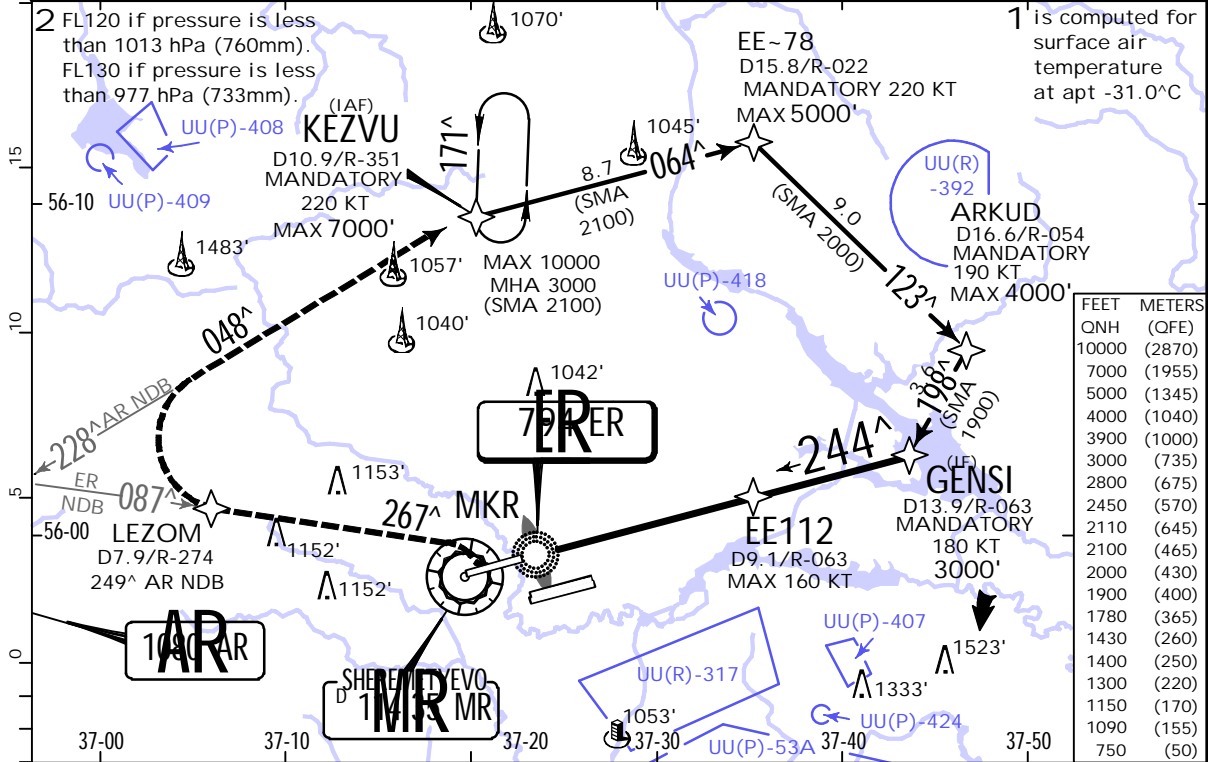 2 FL120 if pressure is less
than 1013 hPa (760mm).
FL130 if pressure is less
than 977 hPa (733mm).
1070'
1 is computed for
surface air
temperature
at apt -31.0^C
EE~78
D15.8/R-022
MANDATORY 220 KT
MAX 5000'
(IAF)
KEZVU
D10.9/R-351
MANDATORY
220 KT
MAX 7000'
UU(P)-408
UU(P)-409
171^
1045'
8.7
064^
(SMA
2100)
9.0
(SMA 2000)
123^
UU(R)
-392
ARKUD
D16.6/R-054
MANDATORY
190 KT
MAX 4000'
15
56-10
1483'
1057'
MAX 10000
MHA 3000
(SMA 2100)
UU(P)-418
10
048^
1040'
1042'
3.6
198^
(SMA
1900)
228^ AR NDB
ER
NDB
087^
ER
794 ER
244^
(IF)
GENSI
D13.9/R-063
MANDATORY
180 KT
3000'
5
56-00
LEZOM
D7.9/R-274
249^ AR NDB
1153'
267^
MKR
1152'
1152'
EE112
D9.1/R-063
MAX 160 KT
AR
1080 AR
SHEREMETYEVO
D
MR
MR
UU(R)-317
UU(P)-407
1523'
1333'
UU(P)-424
1053'
UU(P)-53A
0
37-00
37-10
37-20
37-30
37-40
37-50
FEET METERS
QNH (QFE)
10000 (2870)
7000 (1955)
5000 (1345)
4000 (1040)
3900 (1000)
3000 (735)
2800 (675)
2450 (570)
2110 (645)
2100 (465)
2000 (430)
1900 (400)
1780 (365)
1430 (260)
1400 (250)
1300 (220)
1150 (170)
1090 (155)
750 (50)